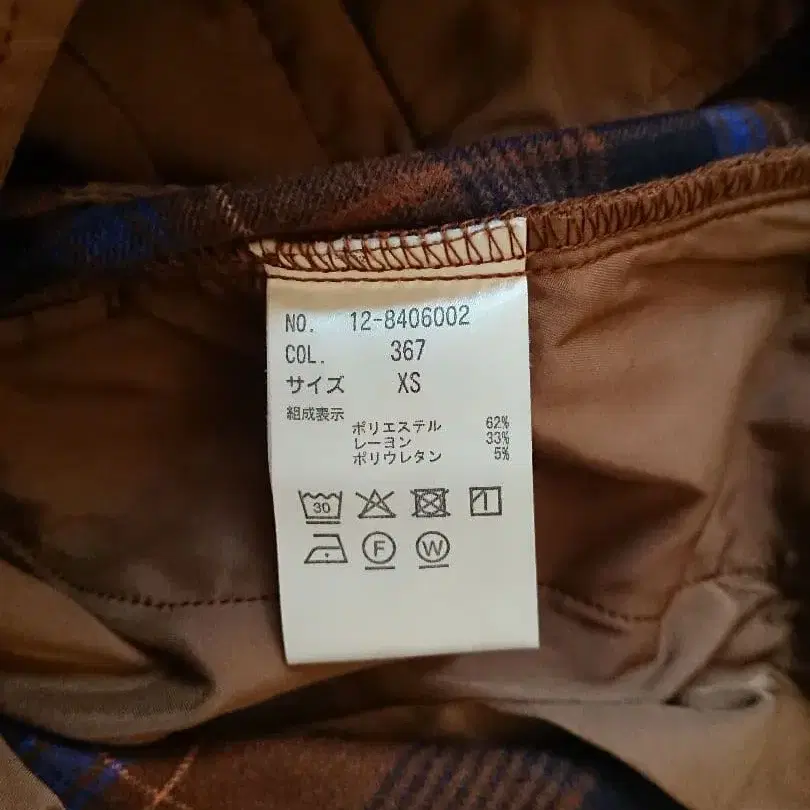 NO. 12-8406002
COL. 367
サイズ XS
組成表示
ポリエステル 62%
レーヨン 33%
ポリウレタン 5%
30
F W